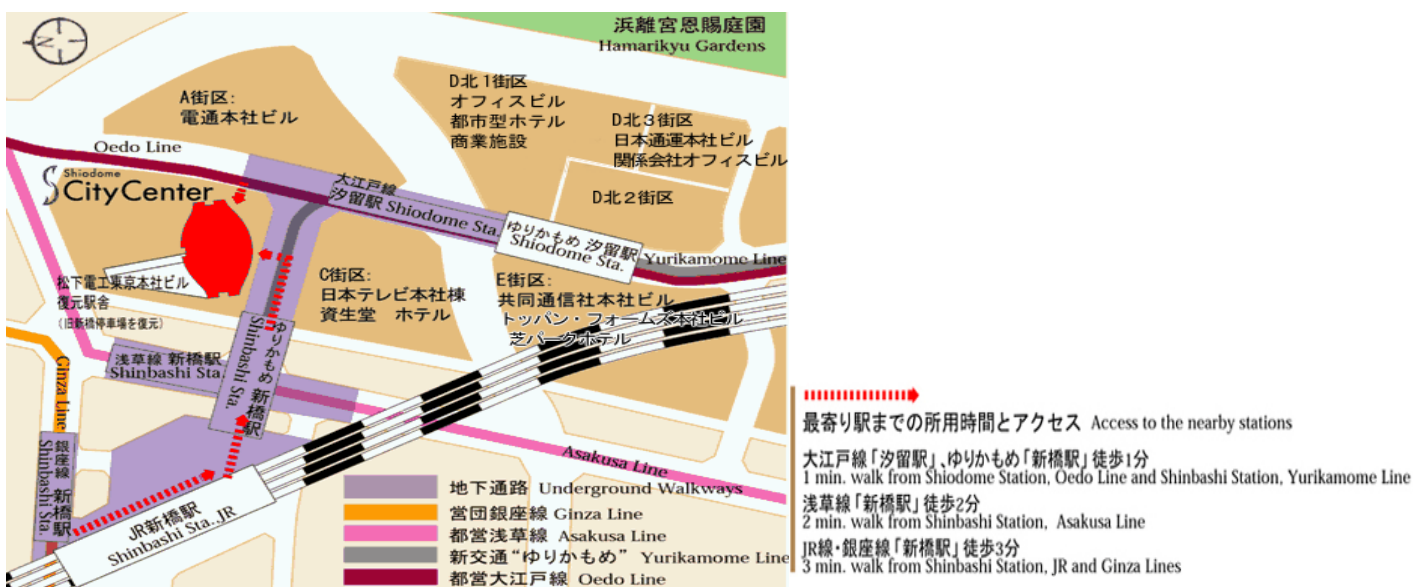 N
浜離宮恩賜庭園
Hamarikyu Gardens
A街区:
電通本社ビル
D北1街区
オフィスビル
都市型ホテル
商業施設
D北3街区
日本通運本社ビル
関係会社オフィスビル
D北2街区
Oedo Line
Shiodome
CityCenter
大江戸線
汐留駅 Shiodome Sta.
ゆりかもめ 汐留駅
Shiodome Sta.
Yurikamome Line
松下電工東京本社ビル
復元駅舎
(旧新橋停車場を復元)
C街区:
日本テレビ本社棟
資生堂 ホテル
E街区:
共同通信社本社ビル
トッパン・フォームズ本社ビル
芝パークホテル
ゆりかもめ 新橋駅
Shinbashi Sta.
浅草線 新橋駅
Shinbashi Sta.
Ginza Line
銀座線 新橋駅
Shinbashi Sta.
JR新橋駅
Shinbashi Sta.,JR
Asakusa Line
地下通路 Underground Walkways
営団銀座線 Ginza Line
都営浅草線 Asakusa Line
新交通“ゆりかもめ” Yurikamome Line
都営大江戸線 Oedo Line
最寄り駅までの所用時間とアクセス Access to the nearby stations
大江戸線「汐留駅」、ゆりかもめ「新橋駅」徒歩1分
1 min. walk from Shiodome Station, Oedo Line and Shinbashi Station, Yurikamome Line
浅草線「新橋駅」徒歩2分
2 min. walk from Shinbashi Station, Asakusa Line
JR線・銀座線「新橋駅」徒歩3分
3 min. walk from Shinbashi Station, JR and Ginza Lines